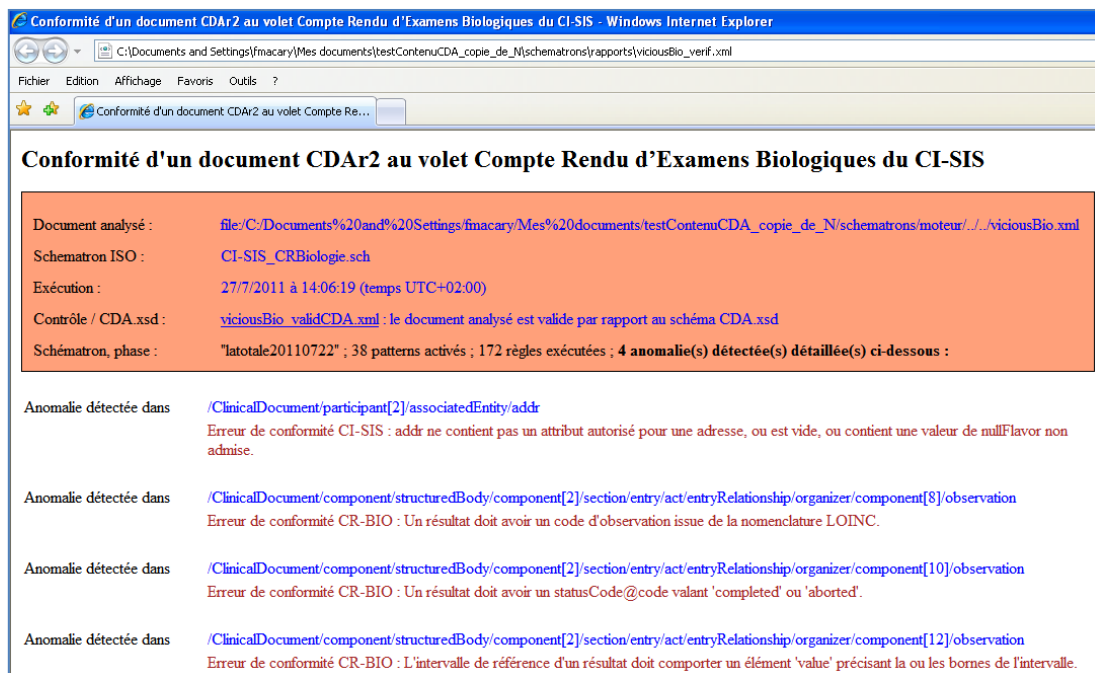 Conformité d'un document CDAr2 au volet Compte Rendu d'Examens Biologiques du CI-SIS - Windows Internet Explorer
C:\Documents and Settings\fmacary\Mes documents\testContenuCDA_copie_de_N\schematrons\rapports\viciousBio_verif.xml
Fichier Edition Affichage Favoris Outils ?
Conformité d'un document CDAr2 au volet Compte Re...
Conformité d'un document CDAr2 au volet Compte Rendu d’Examens Biologiques du CI-SIS
Document analysé : file:/C:/Documents%20and%20Settings/fmacary/Mes%20documents/testContenuCDA_copie_de_N/schematrons/moteur/../../viciousBio.xml
Schematron ISO : CI-SIS_CRBiologie.sch
Exécution : 27/7/2011 à 14:06:19 (temps UTC+02:00)
Contrôle / CDA.xsd : viciousBio_validCDA.xml : le document analysé est valide par rapport au schéma CDA.xsd
Schématron, phase : "latotale20110722" ; 38 patterns activés ; 172 règles exécutées ; 4 anomalie(s) détectée(s) détaillée(s) ci-dessous :
Anomalie détectée dans /ClinicalDocument/participant[2]/associatedEntity/addr
Erreur de conformité CI-SIS : addr ne contient pas un attribut autorisé pour une adresse, ou est vide, ou contient une valeur de nullFlavor non
admise.
Anomalie détectée dans /ClinicalDocument/component/structuredBody/component[2]/section/entry/act/entryRelationship/organizer/component[8]/observation
Erreur de conformité CR-BIO : Un résultat doit avoir un code d'observation issue de la nomenclature LOINC.
Anomalie détectée dans /ClinicalDocument/component/structuredBody/component[2]/section/entry/act/entryRelationship/organizer/component[10]/observation
Erreur de conformité CR-BIO : Un résultat doit avoir un statusCode@code valant 'completed' ou 'aborted'.
Anomalie détectée dans /ClinicalDocument/component/structuredBody/component[2]/section/entry/act/entryRelationship/organizer/component[12]/observation
Erreur de conformité CR-BIO : L'intervalle de référence d'un résultat doit comporter un élément 'value' précisant la ou les bornes de l'intervalle.